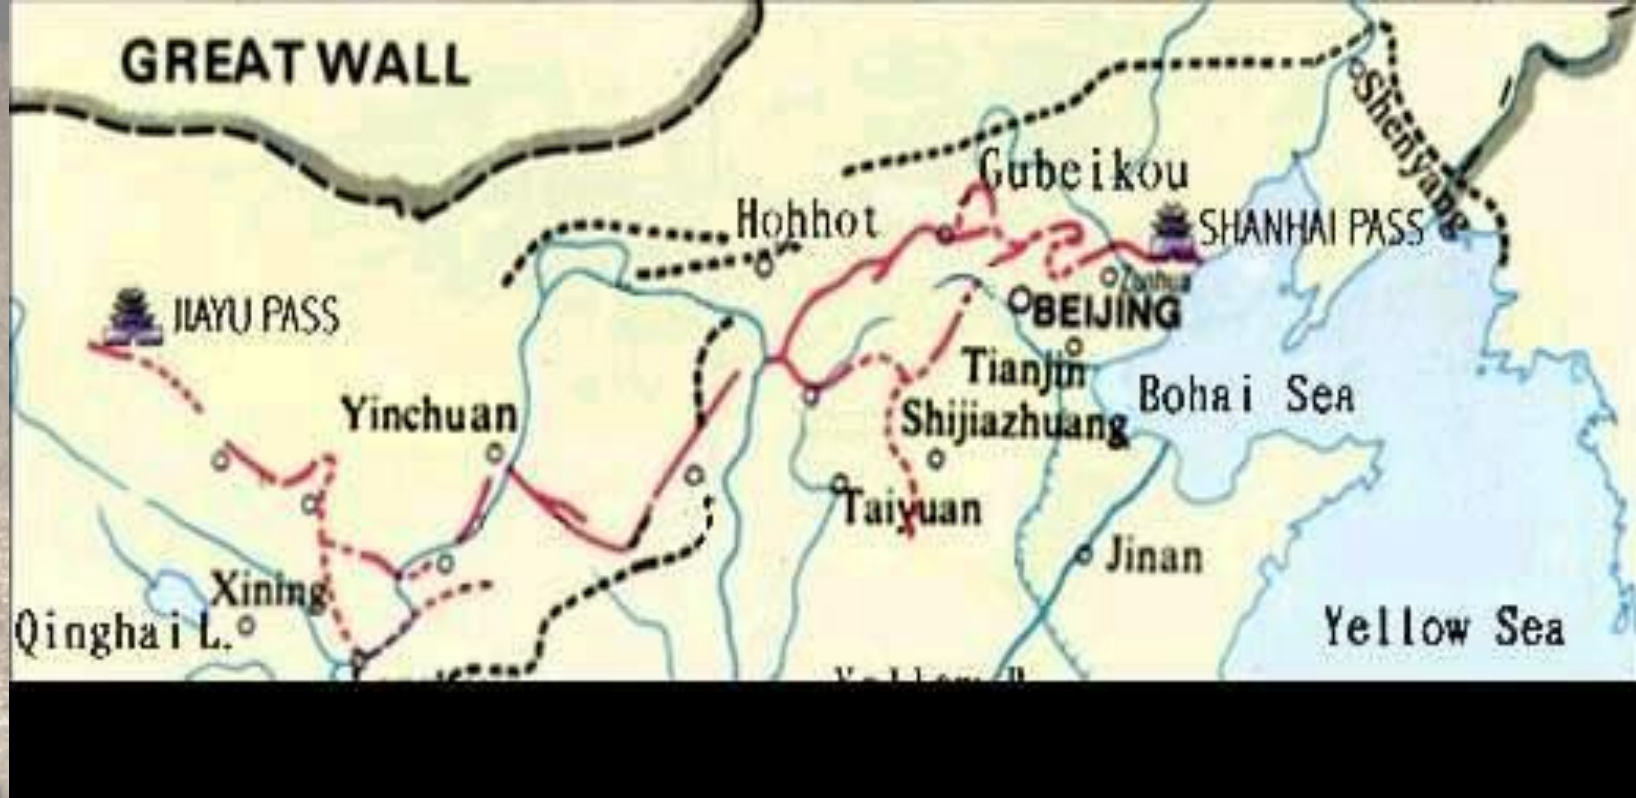 GREAT WALL
Shenyang
Gubeikou
Hohhot
SHANHAI PASS
Zunhua
JIAYU PASS
BEIJING
Tianjin
Bohai Sea
Yinchuan
Shijiazhuang
Taiyuan
Jinan
Xining
Qinghai L.
Yellow Sea